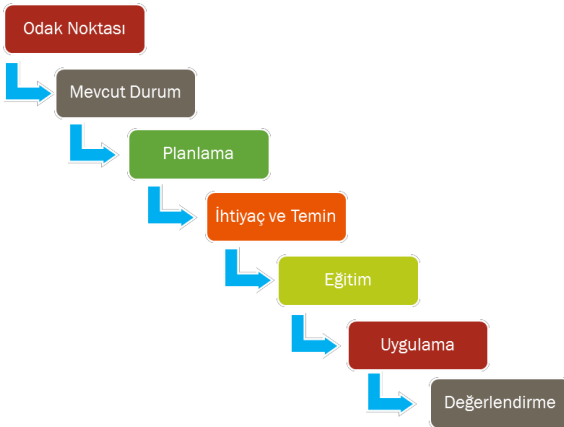 Odak Noktası
Mevcut Durum
Planlama
İhtiyaç ve Temin
Eğitim
Uygulama
Değerlendirme